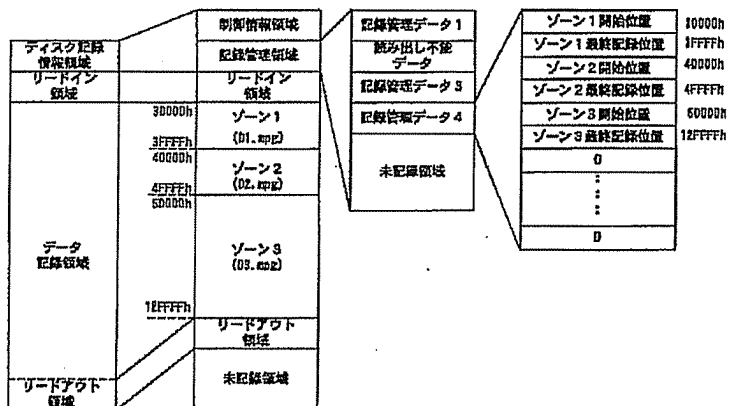 ディスク記録
情報領域
リードイン
領域
データ
記録領域
リードアウト
領域
30000h
3FFFFh
40000h
4FFFFh
50000h
12FFFFh
制御情報領域
記録管理領域
リードイン
領域
ゾーン1
(01.mpg)
ゾーン2
(02.mpg)
ゾーン3
(03.mpg)
リードアウト
領域
未記録領域
記録管理データ1
読み出し不能
データ
記録管理データ3
記録管理データ4
未記録領域
ゾーン1開始位置
30000h
ゾーン1最終記録位置
3FFFFh
ゾーン2開始位置
40000h
ゾーン2最終記録位置
4FFFFh
ゾーン3開始位置
50000h
ゾーン3最終記録位置
12FFFFh
0
0